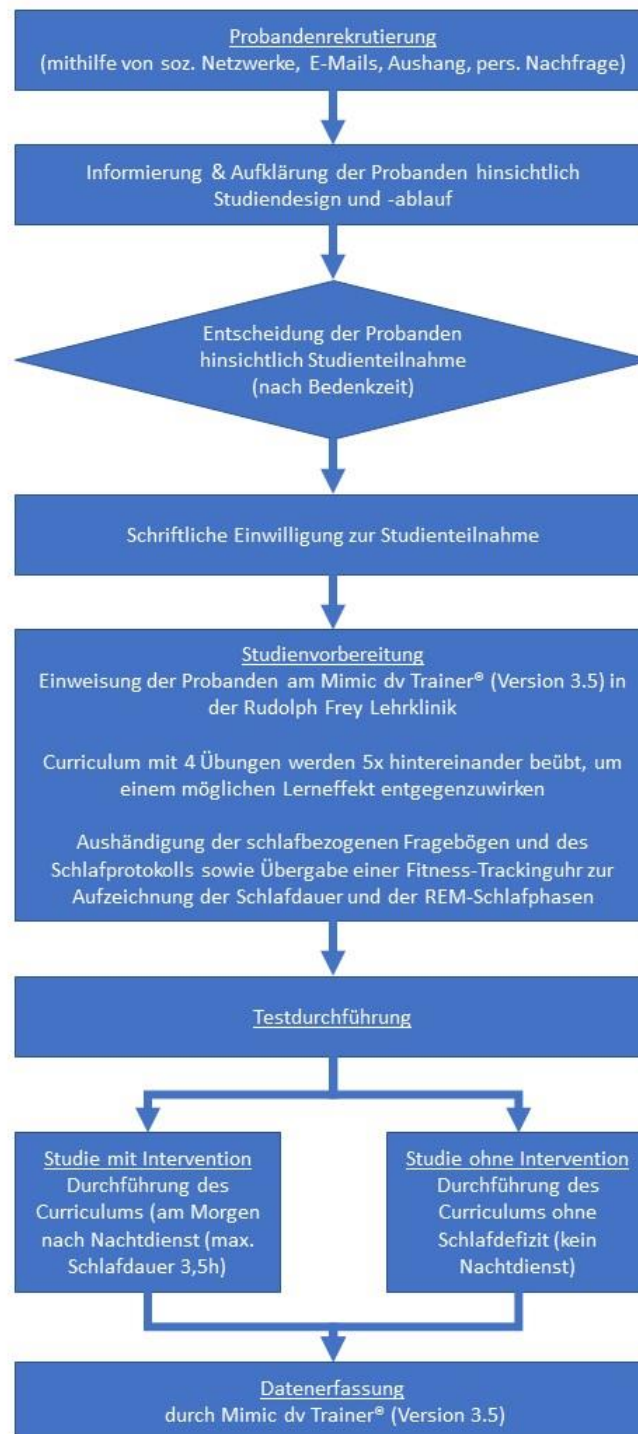 Probandenrekrutierung
(mithilfe von soz. Netzwerke, E-Mails, Aushang, pers. Nachfrage)
Informierung & Aufklärung der Probanden hinsichtlich
Studiendesign und -ablauf
Entscheidung der Probanden
hinsichtlich Studienteilnahme
(nach Bedenkzeit)
Schriftliche Einwilligung zur Studienteilnahme
Studienvorbereitung
Einweisung der Probanden am Mimic dv Trainer® (Version 3.5) in
der Rudolph Frey Lehrklinik
Curriculum mit 4 Übungen werden 5x hintereinander beübt, um
einem möglichen Lerneffekt entgegenzuwirken
Aushändigung der schlafbezogenen Fragebögen und des
Schlafprotokolls sowie Übergabe einer Fitness-Trackinguhr zur
Aufzeichnung der Schlafdauer und der REM-Schlafphasen
Testdurchführung
Studie mit Intervention
Durchführung des
Curriculums (am Morgen
nach Nachtdienst (max.
Schlafdauer 3,5h)
Studie ohne Intervention
Durchführung des
Curriculums ohne
Schlafdefizit (kein
Nachtdienst)
Datenerfassung
durch Mimic dv Trainer® (Version 3.5)